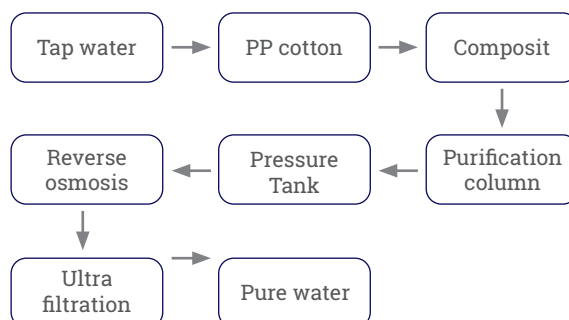 Tap water
PP cotton
Composit
Purification
column
Pressure
Tank
Reverse
osmosis
Ultra
filtration
Pure water